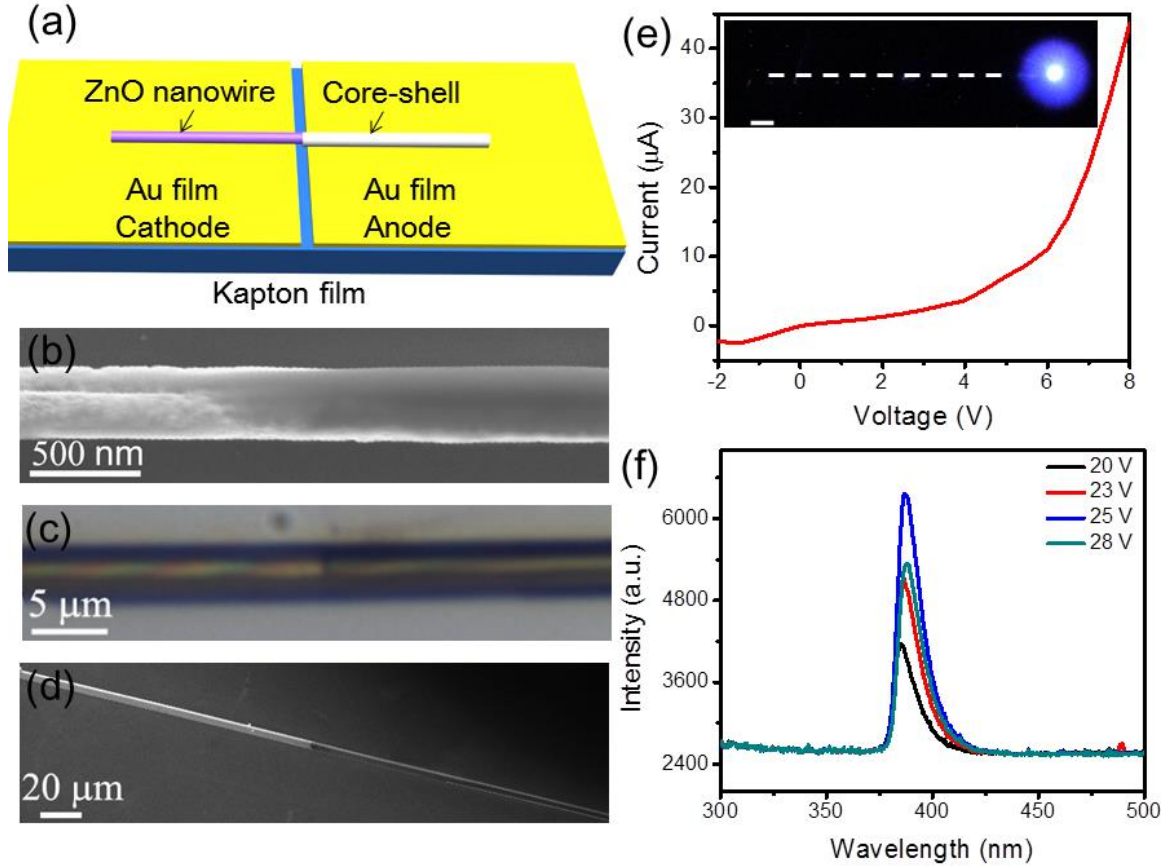 (a)
ZnO nanowire
Core-shell
Au film
Cathode
Au film
Anode
Kapton film
(b)
500 nm
(c)
5 μm
(d)
20 μm
(e)
40
30
20
10
0
Current (μA)
-2 0 2 4 6 8
Voltage (V)
(f)
20 V
23 V
25 V
28 V
6000
4800
3600
2400
Intensity (a.u.)
300 350 400 450 500
Wavelength (nm)